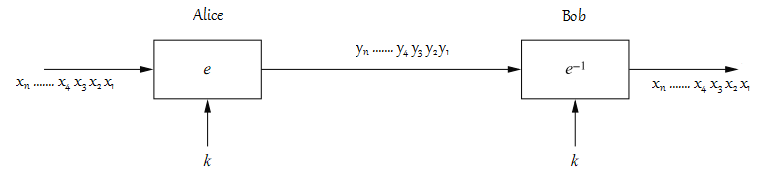 Alice Bob
yₙ ....... y₄ y₃ y₂ y₁
e e⁻¹
xₙ ....... x₄ x₃ x₂ x₁ xₙ ....... x₄ x₃ x₂ x₁
k k